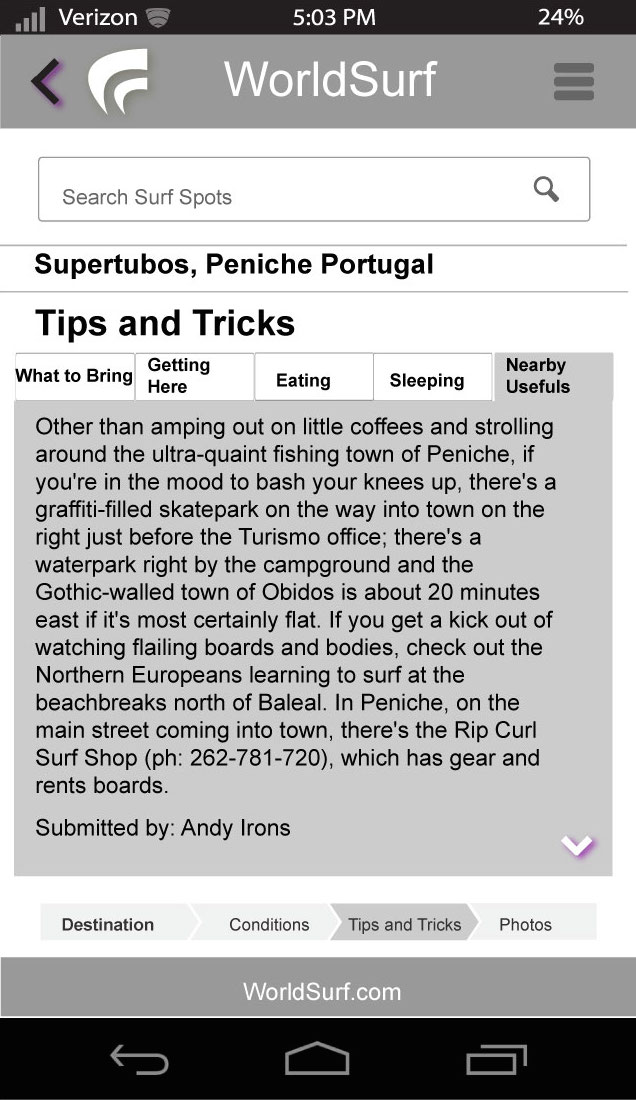 Verizon 5:03 PM 24%
WorldSurf
Search Surf Spots
Supertubos, Peniche Portugal
Tips and Tricks
What to Bring
Getting
Here
Eating
Sleeping
Nearby
Usefuls
Other than amping out on little coffees and strolling
around the ultra-quaint fishing town of Peniche, if
you're in the mood to bash your knees up, there's a
graffiti-filled skatepark on the way into town on the
right just before the Turismo office; there's a
waterpark right by the campground and the
Gothic-walled town of Obidos is about 20 minutes
east if it's most certainly flat. If you get a kick out of
watching flailing boards and bodies, check out the
Northern Europeans learning to surf at the
beachbreaks north of Baleal. In Peniche, on the
main street coming into town, there's the Rip Curl
Surf Shop (ph: 262-781-720), which has gear and
rents boards.
Submitted by: Andy Irons
Destination Conditions Tips and Tricks Photos
WorldSurf.com